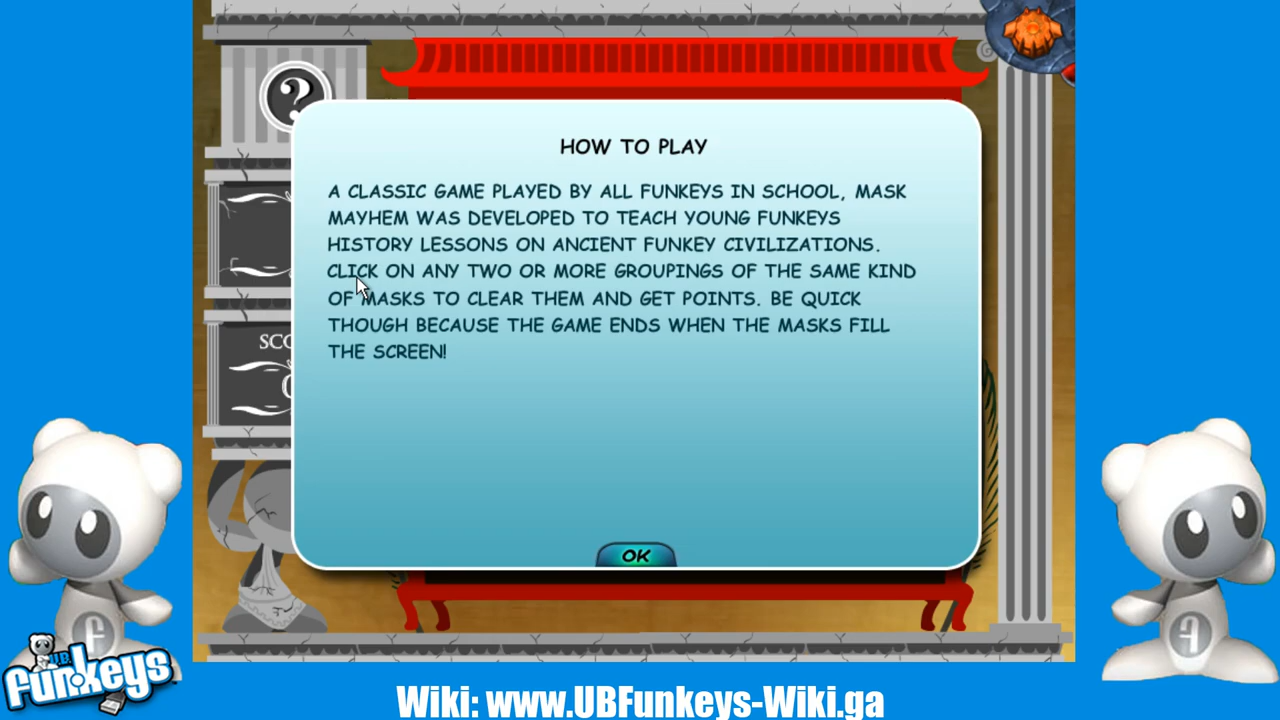 ?
HOW TO PLAY
A CLASSIC GAME PLAYED BY ALL FUNKEYS IN SCHOOL, MASK
MAYHEM WAS DEVELOPED TO TEACH YOUNG FUNKEYS
HISTORY LESSONS ON ANCIENT FUNKEY CIVILIZATIONS.
CLICK ON ANY TWO OR MORE GROUPINGS OF THE SAME KIND
OF MASKS TO CLEAR THEM AND GET POINTS. BE QUICK
THOUGH BECAUSE THE GAME ENDS WHEN THE MASKS FILL
THE SCREEN!
SCO
OK
U.B.
funkeys
Wiki: www.UBFunkeys-Wiki.ga